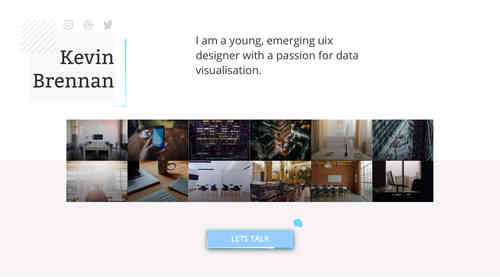 Kevin
Brennan
I am a young, emerging uix
designer with a passion for data
visualisation.
LETS TALK